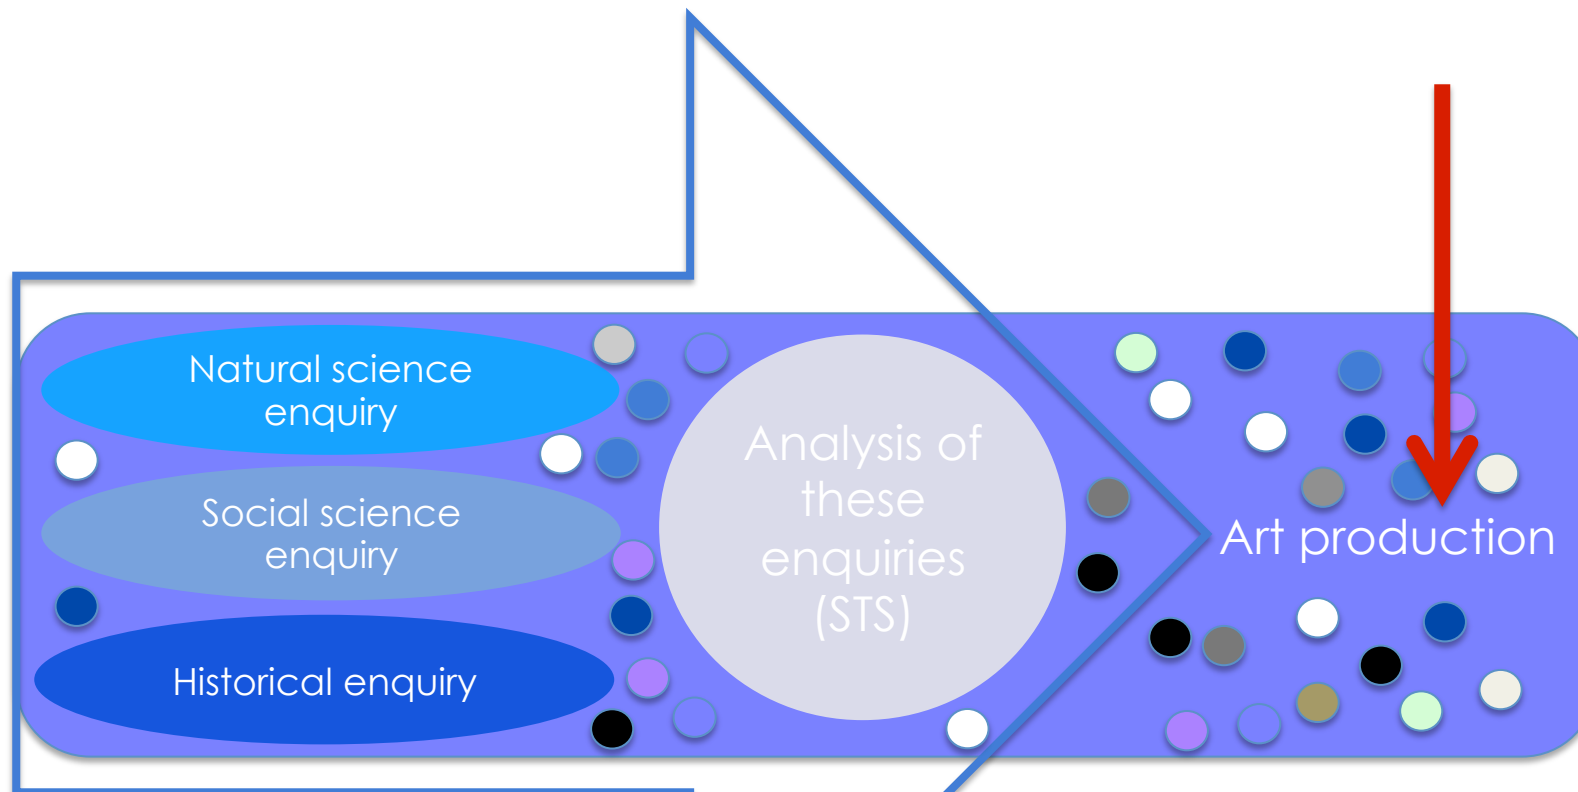 Natural science
enquiry
Social science
enquiry
Historical enquiry
Analysis of
these
enquiries
(STS)
Art production